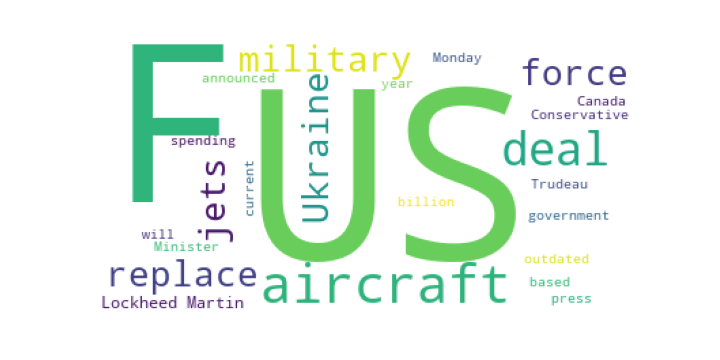 F
US
military
Monday
force
announced
year
Canada
Conservative
spending
Ukraine
deal
jets
current
Trudeau
billion
government
will
Minister
outdated
replace
aircraft
based
press
Lockheed Martin